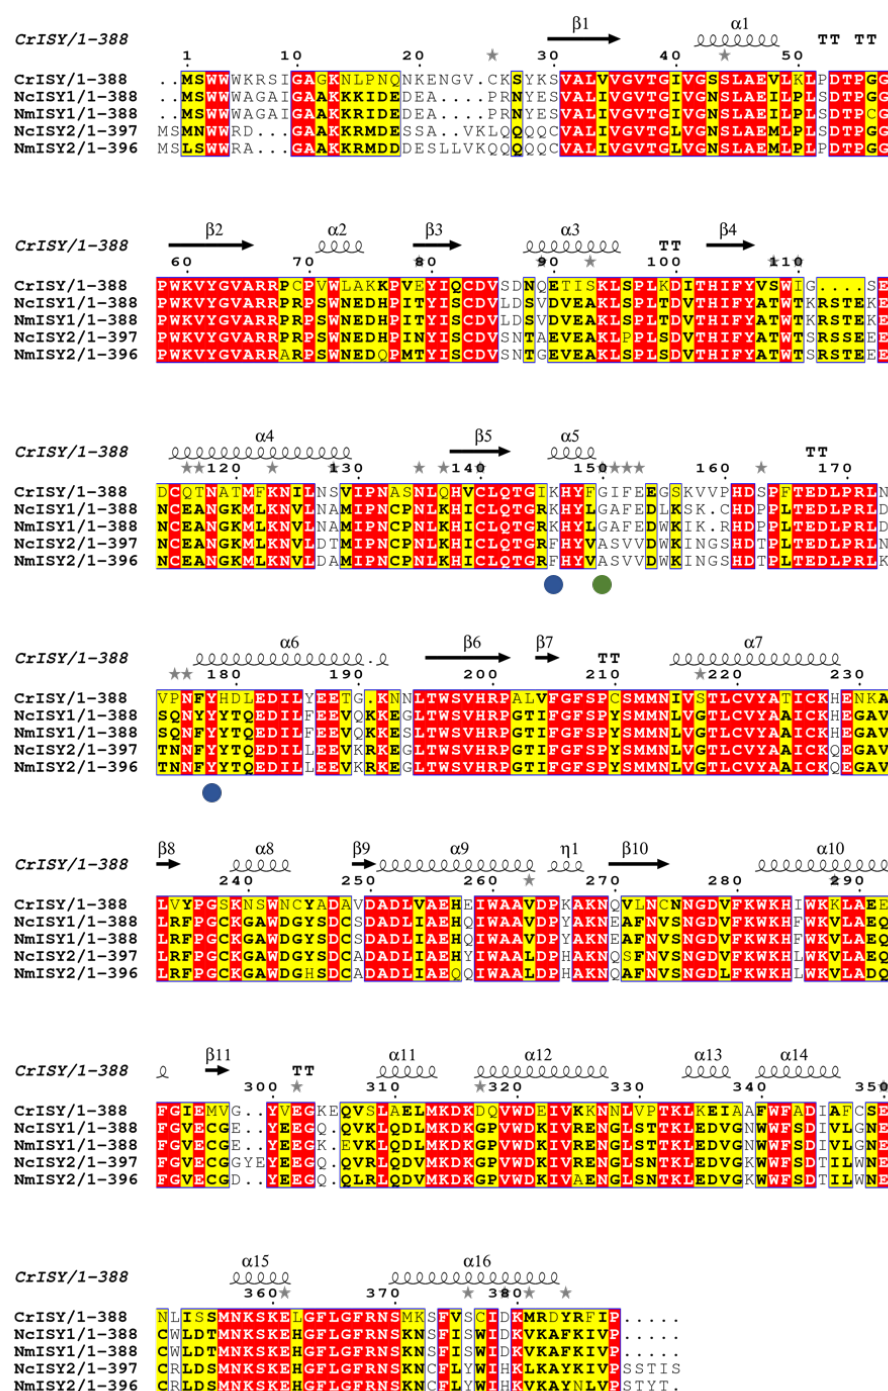 CrISY/1-388 β1 α1 TT TT
1 10 20 30 40 50
CrISY/1-388 ..MSWWWKRSIGAGKNLPNQNKENGV.CKSYKSVALVVGVTGIVGSSLAEVLKLPDTPGG
NcISY1/1-388 ..MSWWAGAIGAAKKKIDEDEA....PRNYESVALIVGVTGIVGNSLAEILPLSDTPGG
NmISY1/1-388 ..MSWWAGAIGAAKKRIDEDEA....PRNYESVALIVGVTGIVGNSLAEILPLSDTPCG
NcISY2/1-397 MSMNWWRD...GAAKKRMDESSA..VKLQQQQCVALIVGVTGLVGNSLAEMLPLSDTPGG
NmISY2/1-396 MSLSWWRA...GAAKKRMDDDESLLVKQQQQQCVALIVGVTGLVGNSLAEMLPLPDTPGG
CrISY/1-388 β2 α2 β3 α3 TT β4
60 70 80 90 100 110
CrISY/1-388 PWKVYGVARRPCPVWLAKKPVEYIQCDVSDNQETISKLSPLKDITHIFYVSWIG....SE
NcISY1/1-388 PWKVYGVARRPRPSWNEDHPITYISCDVLDSVDVEAKLSPLTDVTHIFYATWTKRSTEKE
NmISY1/1-388 PWKVYGVARRPRPSWNEDHPITYISCDVLDSVDVEAKLSPLTDVTHIFYATWTKRSTEKE
NcISY2/1-397 PWKVYGVARRPRPSWNEDHPINYISCDVSNTAEVEAKLPPLSDVTHIFYATWTSRSSEEE
NmISY2/1-396 PWKVYGVARRARPSWNEDQPMTYISCDVSNTGEVEAKLSPLSDVTHIFYATWTSRSTEEE
CrISY/1-388 α4 β5 α5 TT
120 130 140 150 160 170
CrISY/1-388 DCQTNATMFKNILNSVIPNASNLQHVCLQTGIKHYFGIFEEGSKVVPHDSPFTEDLPRLN
NcISY1/1-388 NCEANGKMLKNVLNAMIPNCPNLKHICLQTGRKHYLGAFEDLKSK.CHDPPLTEDLPRLN
NmISY1/1-388 NCEANGKMLKNVLNAMIPNCPNLKHICLQTGRKHYLGAFEDWKIK.RHDPPLTEDLPRLD
NcISY2/1-397 NCEANGKMLKNVLDTMIPNCPNLKHICLQTGRFHYVASVVDWKINGSHDTPLTEDLPRLN
NmISY2/1-396 NCEANGKMLKNVLDAMIPNCPNLKHICLQTGRFHYVASVVDWKINGSHDTPLTEDLPRLK
CrISY/1-388 α6 β6 β7 TT α7
180 190 200 210 220 230
CrISY/1-388 VPNFYHDLEDILYEETG.KNNLTWSVHRPALVFGFSPCSMMNIVSTLCVYATICKHENKA
NcISY1/1-388 SQNYYYTQEDILFEEVQKKEGLTWSVHRPGTIFGFSPYSMMNLVGTLCVYAAICKHEGAV
NmISY1/1-388 SQNFYYTQEDILFEEVQKKESLTWSVHRPGTIFGFSPYSMMNLVGTLCVYAAICKHEGAV
NcISY2/1-397 TNNFYYTQEDILLEEVKRKEGLTWSVHRPGTIFGFSPYSMMNLVGTLCVYAAICKQEGAV
NmISY2/1-396 TNNFYYTQEDILLEEVKRKEGLTWSVHRPGTIFGFSPYSMMNLVGTLCVYAAICKQEGAV
CrISY/1-388 β8 α8 β9 α9 η1 β10 α10
240 250 260 270 280 290
CrISY/1-388 LVYPGSKNSWNCYADAVDADLVAEHEIWAAVDPKAKNQVLNCNNGDVFKWKHIWKKLAEE
NcISY1/1-388 LRFPGCKGAWDGYSDCSDADLIAEHQIWAAVDPYAKNEAFNVSNGDVFKWKHFWKVLAEQ
NmISY1/1-388 LRFPGCKGAWDGYSDCSDADLIAEHQIWAAVDPYAKNEAFNVSNGDVFKWKHFWKVLAEQ
NcISY2/1-397 LRFPGCKGAWDGYSDCADADLIAEQHIWAALDPHAKNQSFNVSNGDVFKWKHLWKVLAEQ
NmISY2/1-396 LRFPGCKGAWDGHSDCADADLIAEQQIWAALDPHAKNQAFNVSNGDLFKWKHLWKVLADQ
CrISY/1-388 β11 TT α11 α12 α13 α14
300 310 320 330 340 350
CrISY/1-388 FGIEMVG..YVEGKEQVSLAELMKDKDQVWDEIVKKNNLVPTKLKEIAAFWFADIAFCSE
NcISY1/1-388 FGVECGE..YEEGQ.QVKLQDLMKDKGPVWDKIVRENGLSTTKLEDVGNWWFSDIVLGNE
NmISY1/1-388 FGVECGE..YEEGQ.EVKLQDLMKDKGPVWDKIVRENGLSTTKLEDVGNWWFSDIVLGNE
NcISY2/1-397 FGVECGGYEYEEGQ.QVRLQDVMKDKGPVWDKIVRENGLSNTKLEDVGKWWFSDTILWNE
NmISY2/1-396 FGVECGD..YEEGQ.QLRLQDVMKDKGPVWDKIVAENGLSNTKLEDVGKWWFSDTILWNE
CrISY/1-388 α15 α16
360 370 380
CrISY/1-388 NLISSMNKSKELGFLGFRNSMKSFVSCIDKMRDYRFIP.....
NcISY1/1-388 CWLDTMNKSKEHGFLGFRNSKNSFISWIDKVKAFKIVP.....
NmISY1/1-388 CWLDTMNKSKEHGFLGFRNSKNSFISWIDKVKAFKIVP.....
NcISY2/1-397 CRLDSMNKSKEHGFLGFRNSKNCFLYWIHKLKAYKIVPSSTIS
NmISY2/1-396 CRLDSMNKSKEHGFLGFRNSKNCFLSWIHKVKAYNLVPSTYT.